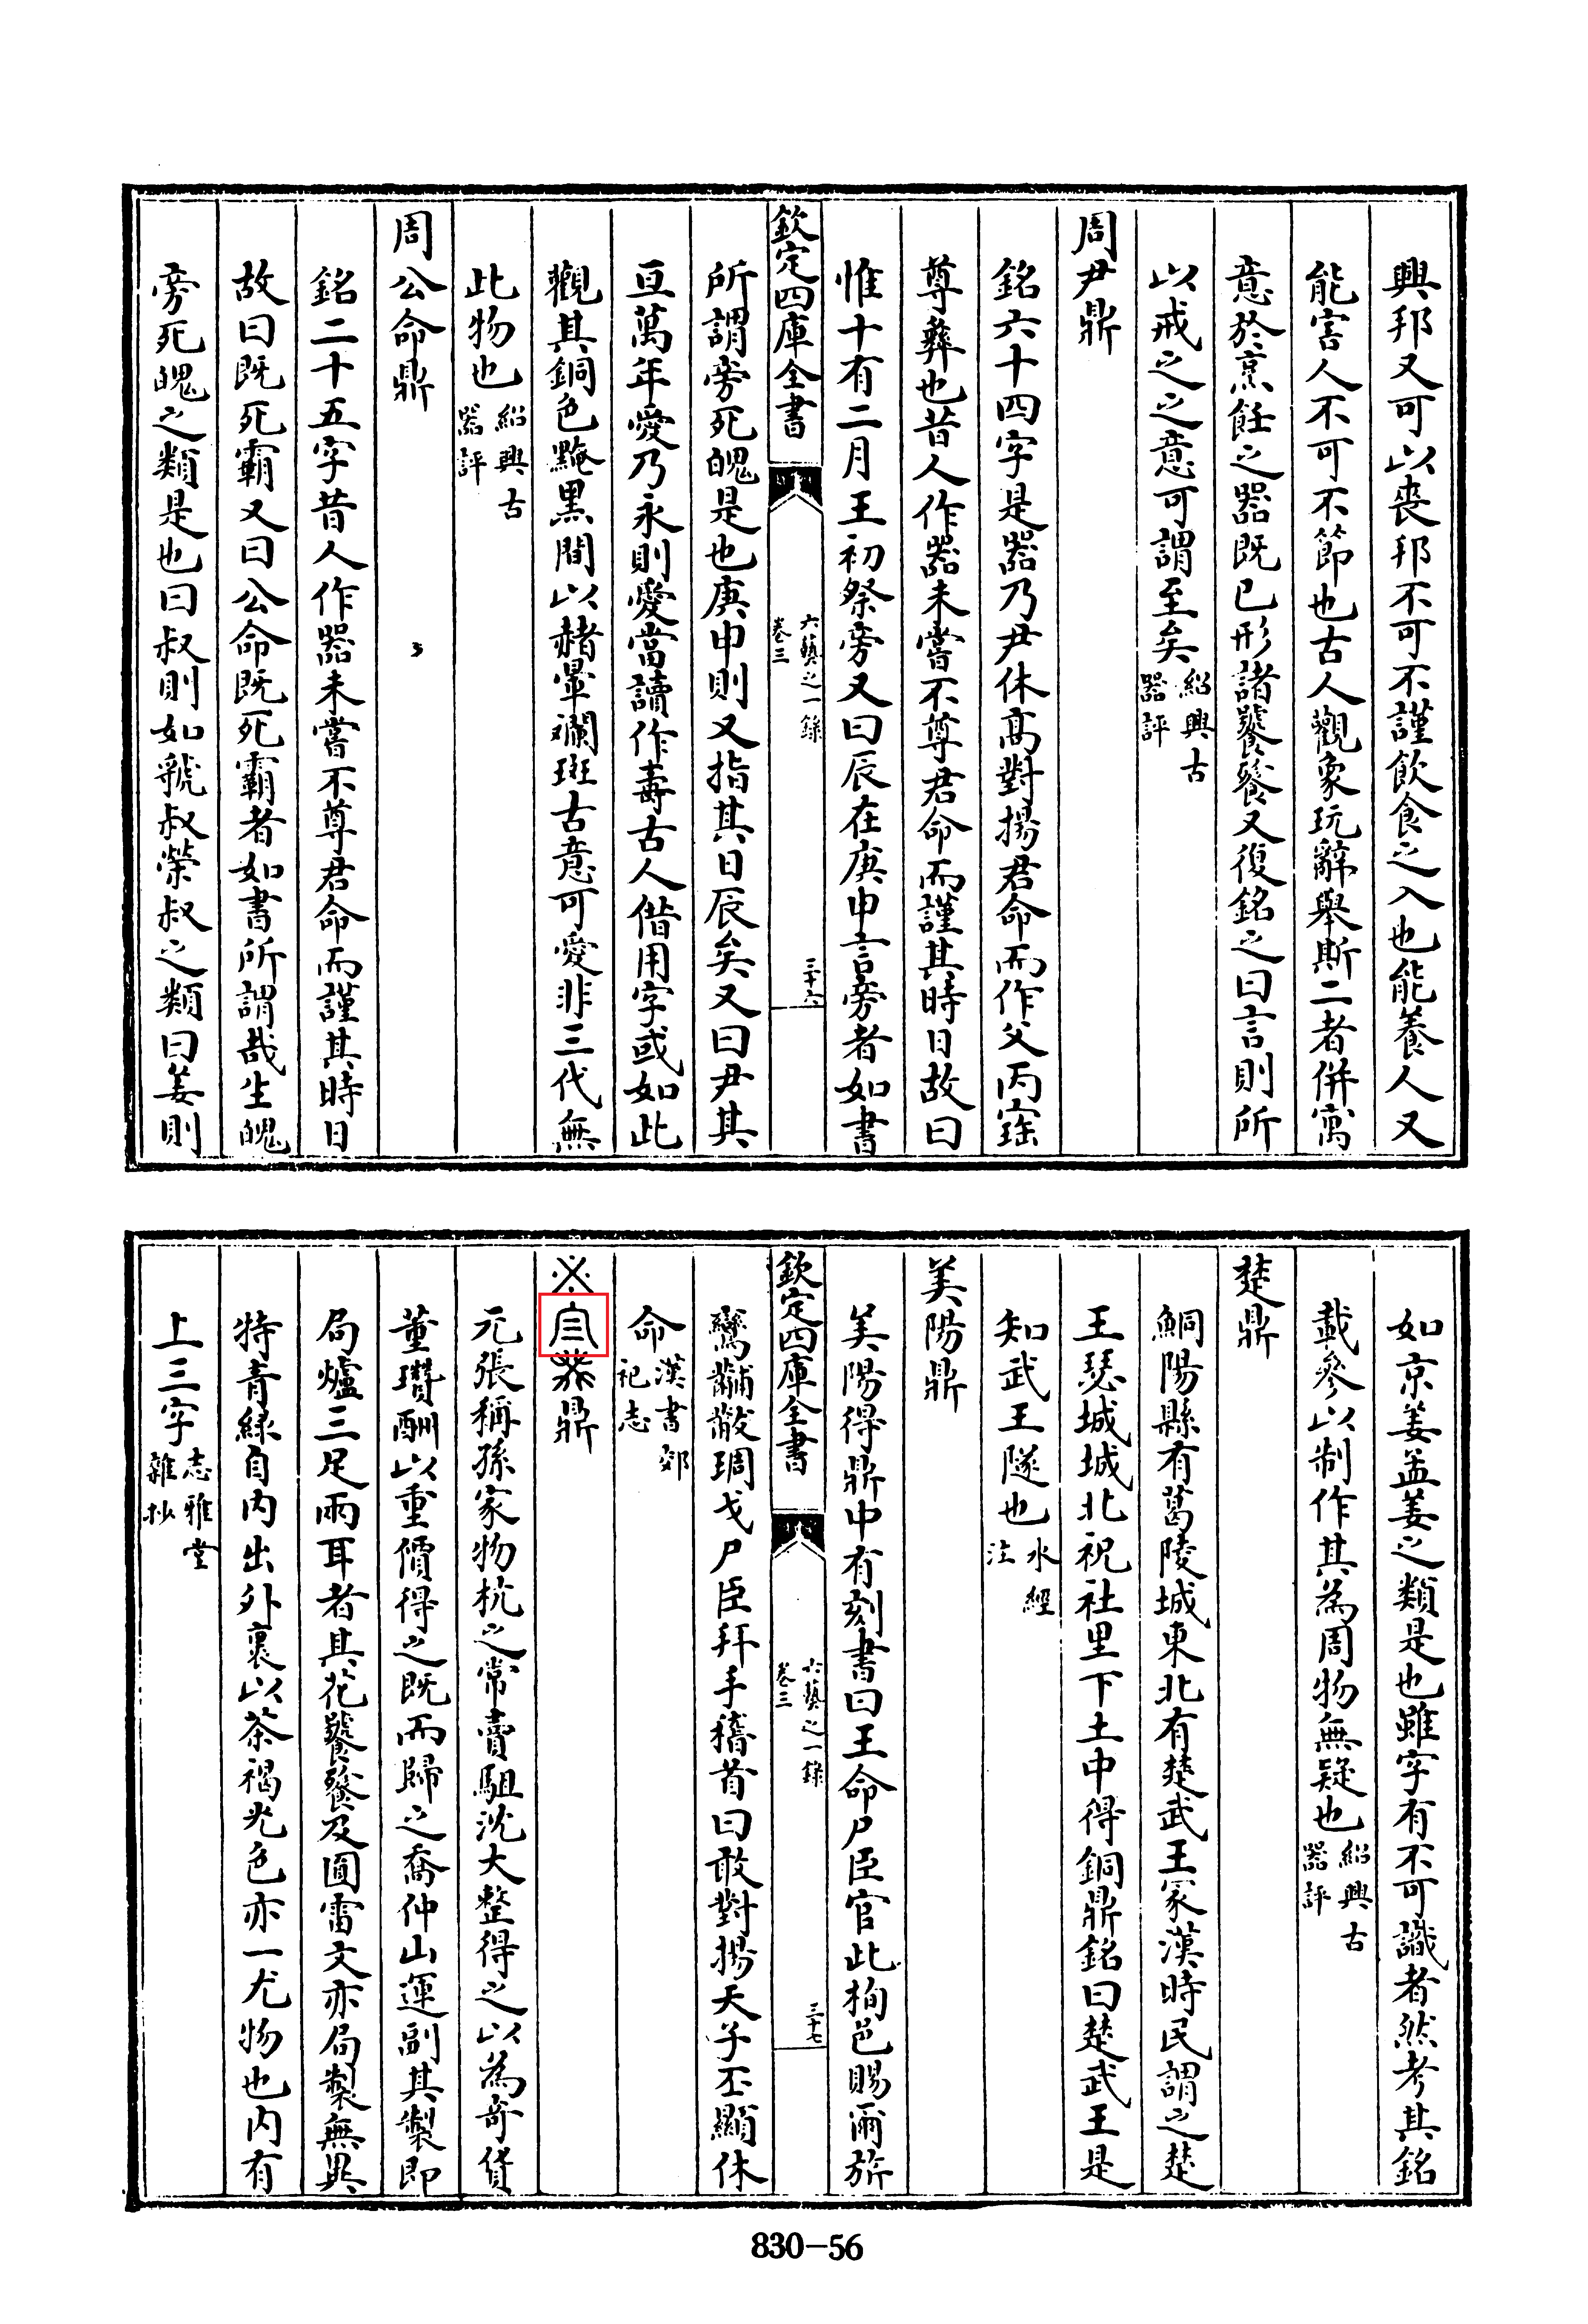 興邦又可以喪邦不可不謹飲食之入也能養人又
能害人不可不節也古人觀象玩辭舉斯二者併寓
意於烹飪之器既已形諸饕餮又復銘之曰言則所
以戒之之意可謂至矣紹興古器評
周尹鼎
銘六十四字是器乃尹休高對揚君命而作父丙寳
尊彝也昔人作器未嘗不尊君命而謹其時日故曰
惟十有二月王初祭旁又曰辰在庚申言旁者如書
欽定四庫全書
六藝之一録
卷三
三十六
所謂旁死魄是也庚申則又指其日辰矣又曰尹其
亘萬年愛乃永則愛當讀作壽古人偕用字或如此
觀其銅色黤黒間以赭暈斕斑古意可愛非三代無
此物也紹興古器評
周公命鼎
銘二十五字昔人作器未嘗不尊君命而謹其時日
故曰既死霸又曰公命既死霸者如書所謂哉生魄
旁死魄之類是也曰叔則如虢叔榮叔之類曰姜則
如京姜孟姜之類是也雖字有不可識者然考其銘
載參以制作其為周物無疑也紹興古器評
楚鼎
鮦陽縣有葛陵城城東北有楚武王冢漢時民謂之楚
王瑟城城北祝社里下土中得銅鼎銘曰楚武王是
知武王隧也水經注
美陽鼎
美陽得鼎中有刻書曰王命尸臣官此栒邑賜爾旂
欽定四庫全書
六藝之一録
卷三
三十七
鸞黼黻琱戈尸臣拜手稽首曰敢對揚天子丕顯休
命漢書郊祀志
鼎
元張稱孫家物杭之常賣駔沈大整得之以為竒貨
董瓚酬以重價得之既而歸之喬仲山運副其製即
局爐三足兩耳者其花饕餮及圓雷文亦局製無異
特青緑自内出外裏以茶褐光色亦一尤物也内有
上三字志雅堂雜抄
830-56